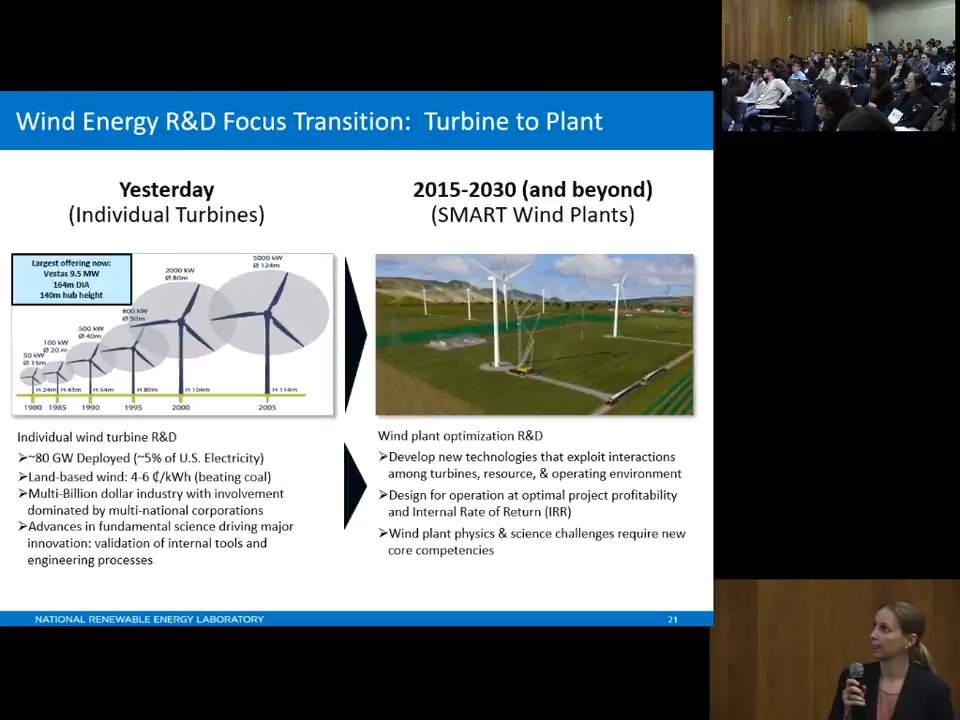 Wind Energy R&D Focus Transition: Turbine to Plant
Yesterday
(Individual Turbines)
Largest offering now:
Vestas 9.5 MW
164m DIA
140m hub height
50 kW
Ø 15m
100 kW
Ø 20 m
500 kW
Ø 40m
800 kW
Ø 50m
2000 kW
Ø 80m
5000 kW
Ø 124m
H 24m
H 43m
H 54m
H 80m
H 104m
H 114m
1980 1985 1990 1995 2000 2005
Individual wind turbine R&D
➢~80 GW Deployed (~5% of U.S. Electricity)
➢Land-based wind: 4-6 ₵/kWh (beating coal)
➢Multi-Billion dollar industry with involvement
dominated by multi-national corporations
➢Advances in fundamental science driving major
innovation: validation of internal tools and
engineering processes
2015-2030 (and beyond)
(SMART Wind Plants)
Wind plant optimization R&D
➢Develop new technologies that exploit interactions
among turbines, resource, & operating environment
➢Design for operation at optimal project profitability
and Internal Rate of Return (IRR)
➢Wind plant physics & science challenges require new
core competencies
NATIONAL RENEWABLE ENERGY LABORATORY
21